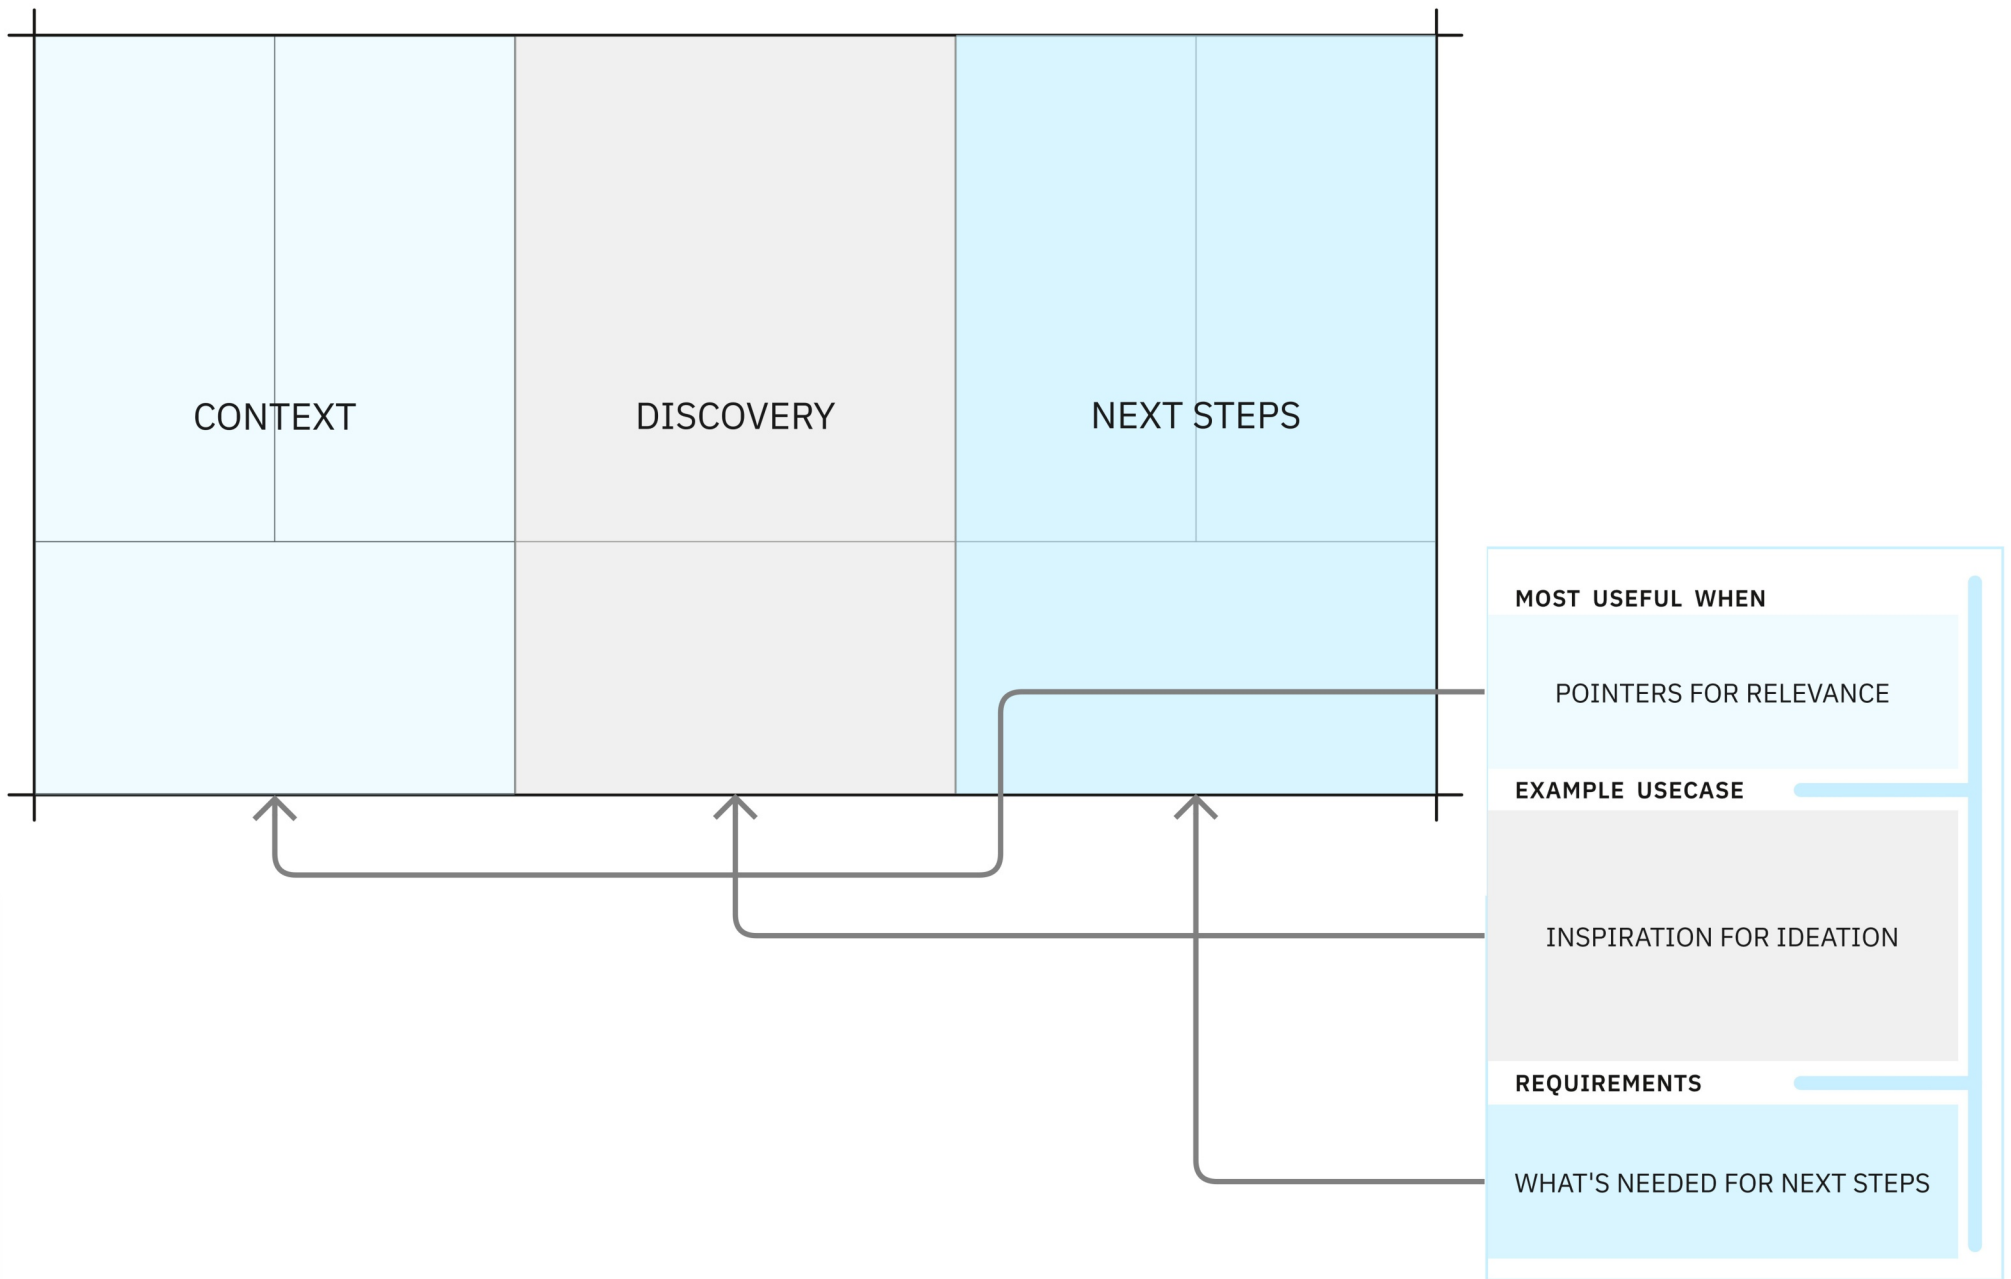 CONTEXT
DISCOVERY
NEXT STEPS
MOST USEFUL WHEN
POINTERS FOR RELEVANCE
EXAMPLE USECASE
INSPIRATION FOR IDEATION
REQUIREMENTS
WHAT'S NEEDED FOR NEXT STEPS